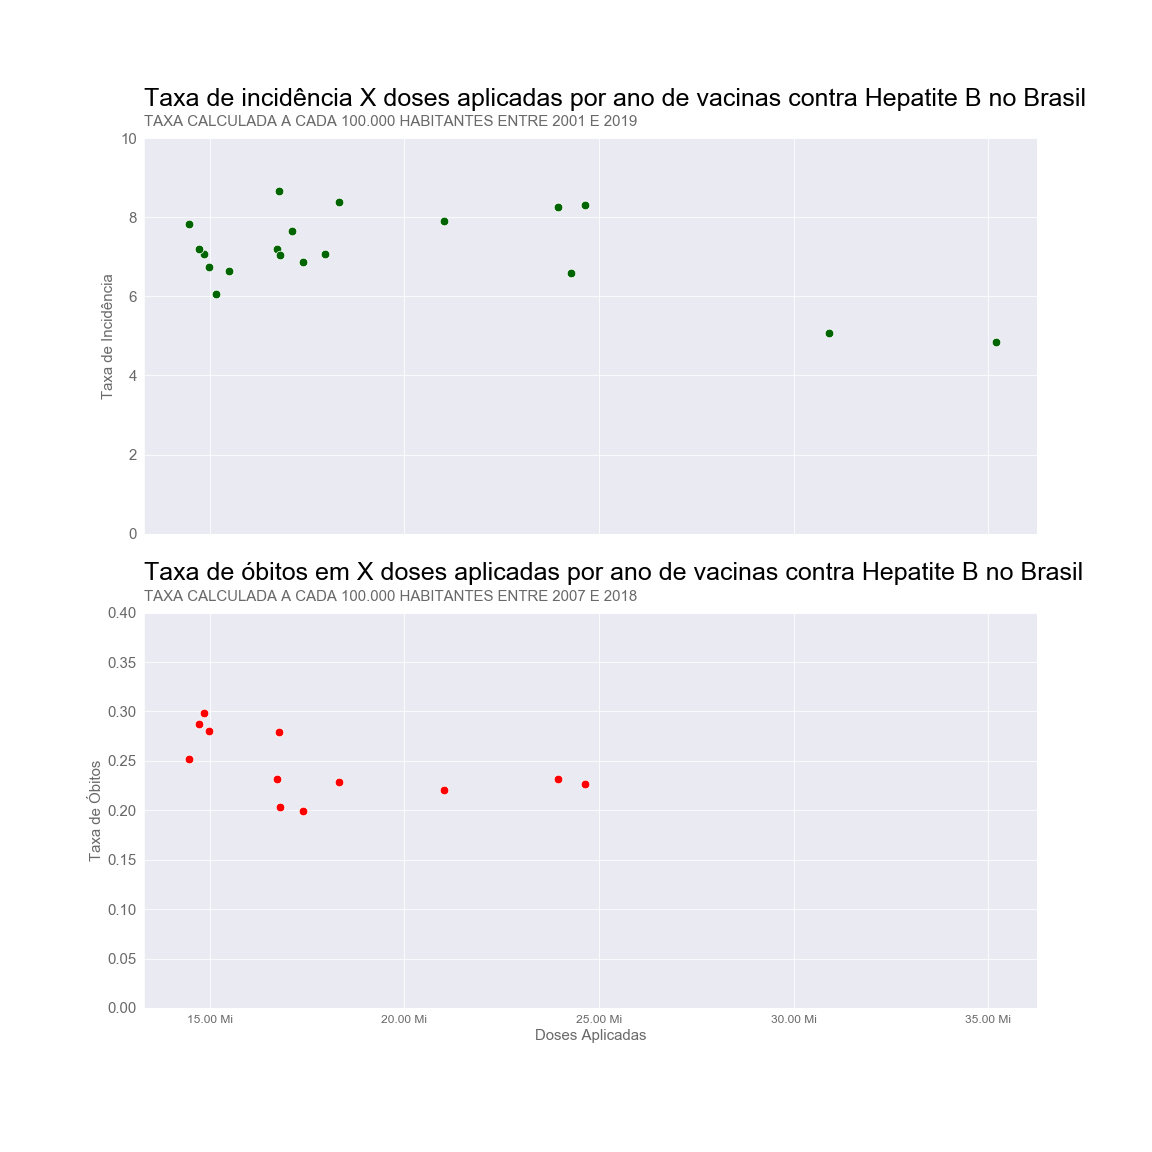 Taxa de incidência X doses aplicadas por ano de vacinas contra Hepatite B no Brasil
TAXA CALCULADA A CADA 100.000 HABITANTES ENTRE 2001 E 2019
10
8
6
4
2
0
Taxa de Incidência
Taxa de óbitos em X doses aplicadas por ano de vacinas contra Hepatite B no Brasil
TAXA CALCULADA A CADA 100.000 HABITANTES ENTRE 2007 E 2018
0.40
0.35
0.30
0.25
0.20
0.15
0.10
0.05
0.00
Taxa de Óbitos
15.00 Mi 20.00 Mi 25.00 Mi 30.00 Mi 35.00 Mi
Doses Aplicadas